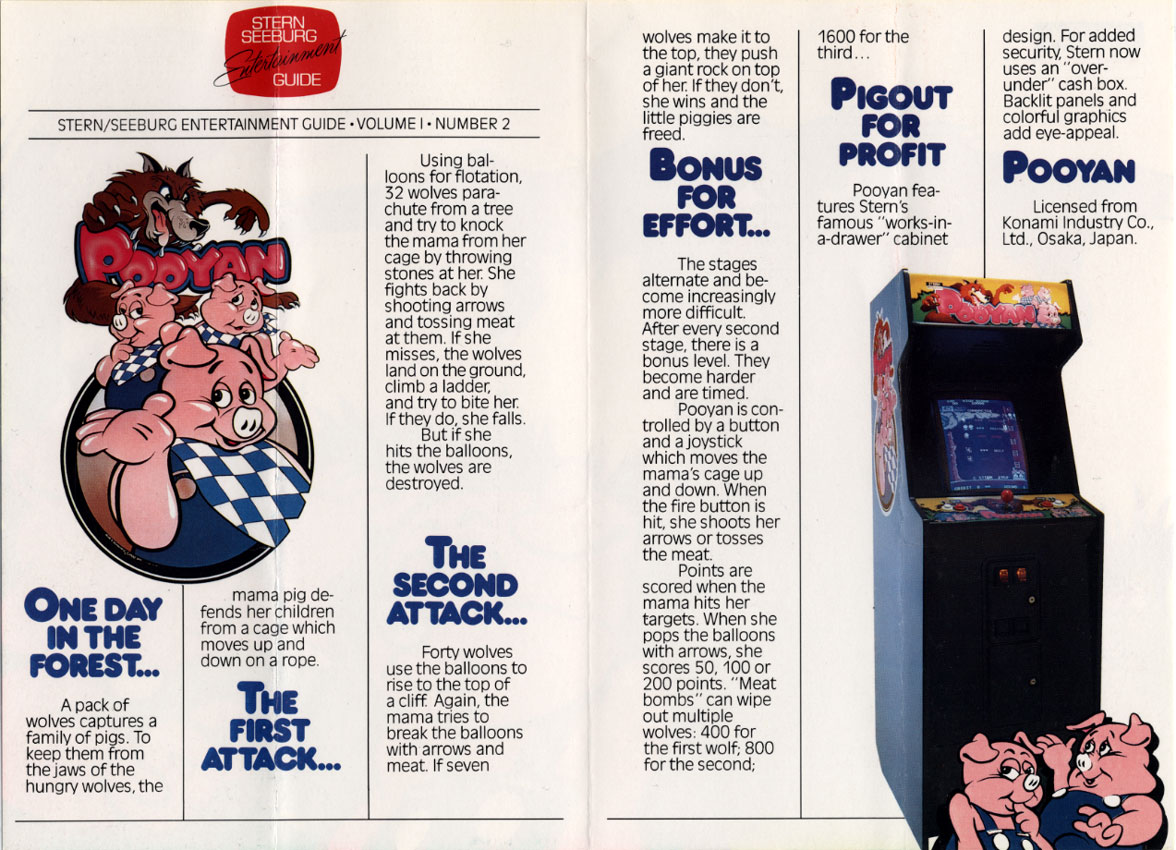 STERN
SEEBURG
Entertainment
GUIDE
STERN/SEEBURG ENTERTAINMENT GUIDE • VOLUME I • NUMBER 2
POOYAN
ONE DAY
IN THE
FOREST...
A pack of
wolves captures a
family of pigs. To
keep them from
the jaws of the
hungry wolves, the
mama pig de-
fends her children
from a cage which
moves up and
down on a rope.
THE
FIRST
ATTACK...
Using bal-
loons for flotation,
32 wolves para-
chute from a tree
and try to knock
the mama from her
cage by throwing
stones at her. She
fights back by
shooting arrows
and tossing meat
at them. If she
misses, the wolves
land on the ground,
climb a ladder,
and try to bite her.
If they do, she falls.
But if she
hits the balloons,
the wolves are
destroyed.
THE
SECOND
ATTACK...
Forty wolves
use the balloons to
rise to the top of
a cliff. Again, the
mama tries to
break the balloons
with arrows and
meat. If seven
wolves make it to
the top, they push
a giant rock on top
of her. If they don't,
she wins and the
little piggies are
freed.
BONUS
FOR
EFFORT...
The stages
alternate and be-
come increasingly
more difficult.
After every second
stage, there is a
bonus level. They
become harder
and are timed.
Pooyan is con-
trolled by a button
and a joystick
which moves the
mama's cage up
and down. When
the fire button is
hit, she shoots her
arrows or tosses
the meat.
Points are
scored when the
mama hits her
targets. When she
pops the balloons
with arrows, she
scores 50, 100 or
200 points. "Meat
bombs" can wipe
out multiple
wolves: 400 for
the first wolf; 800
for the second;
1600 for the
third...
PIGOUT
FOR
PROFIT
Pooyan fea-
tures Stern's
famous "works-in-
a-drawer" cabinet
design. For added
security, Stern now
uses an "over-
under" cash box.
Backlit panels and
colorful graphics
add eye-appeal.
POOYAN
Licensed from
Konami Industry Co.,
Ltd., Osaka, Japan.
POOYAN